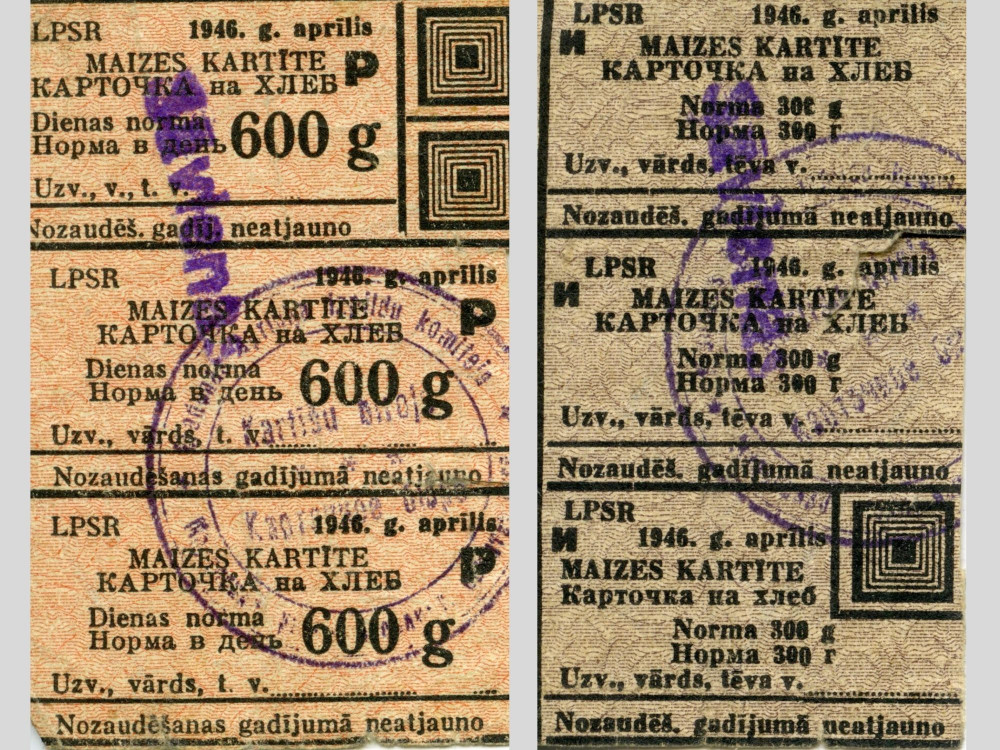 LPSR 1946. g. aprīlis
MAIZES KARTĪTE P
КАРТОЧКА на ХЛЕБ
Dienas norma 600 g
Норма в день
Uzv., v., t. v.
Nozaudēš. gadīj. neatjauno
LPSR 1946. g. aprīlis
MAIZES KARTĪTE P
КАРТОЧКА на ХЛЕБ
Dienas norma 600 g
Норма в день
Uzv., vārds, t. v.
Nozaudēšanas gadījumā neatjauno
LPSR 1946. g. aprīlis
MAIZES KARTĪTE P
КАРТОЧКА на ХЛЕБ
Dienas norma 600 g
Норма в день
Uzv., vārds, t. v.
Nozaudēšanas gadījumā neatjauno
Kartīšu birojs
LPSR 1946. g. aprīlis
И MAIZES KARTĪTE
КАРТОЧКА на ХЛЕБ
Norma 300 g
Норма 300 г
Uzv., vārds, tēva v.
Nozaudēš. gadījumā neatjauno
LPSR 1946. g. aprīlis
И MAIZES KARTĪTE
КАРТОЧКА на ХЛЕБ
Norma 300 g
Норма 300 г
Uzv., vārds, tēva v.
Nozaudēš. gadījumā neatjauno
LPSR
И 1946. g. aprīlis
MAIZES KARTĪTE
Карточка на хлеб
Norma 300 g
Норма 300 г
Uzv., vārds, tēva v.
Nozaudēš. gadījumā neatjauno